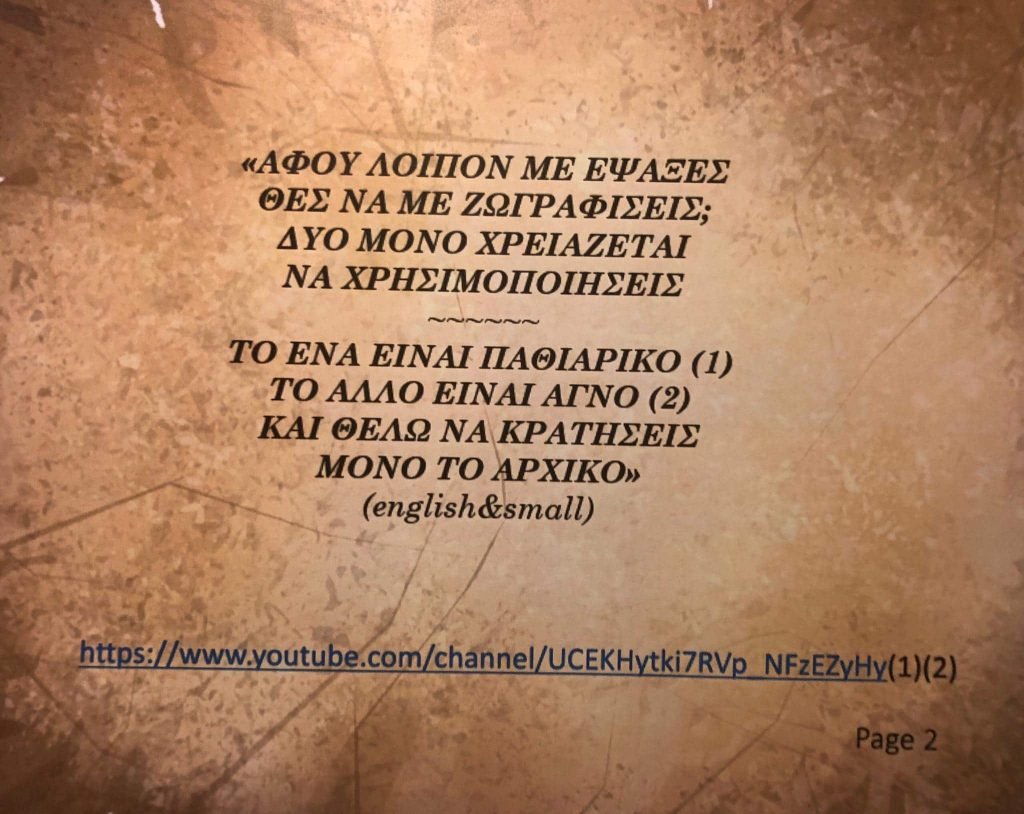 «ΑΦΟΥ ΛΟΙΠΟΝ ΜΕ ΕΨΑΞΕΣ
ΘΕΣ ΝΑ ΜΕ ΖΩΓΡΑΦΙΣΕΙΣ;
ΔΥΟ ΜΟΝΟ ΧΡΕΙΑΖΕΤΑΙ
ΝΑ ΧΡΗΣΙΜΟΠΟΙΗΣΕΙΣ
~~~~~~
ΤΟ ΕΝΑ ΕΙΝΑΙ ΠΑΘΙΑΡΙΚΟ (1)
ΤΟ ΑΛΛΟ ΕΙΝΑΙ ΑΓΝΟ (2)
ΚΑΙ ΘΕΛΩ ΝΑ ΚΡΑΤΗΣΕΙΣ
ΜΟΝΟ ΤΟ ΑΡΧΙΚΟ»
(english&small)
https://www.youtube.com/channel/UCEKHytki7RVp_NFzEZyHy(1)(2)
Page 2